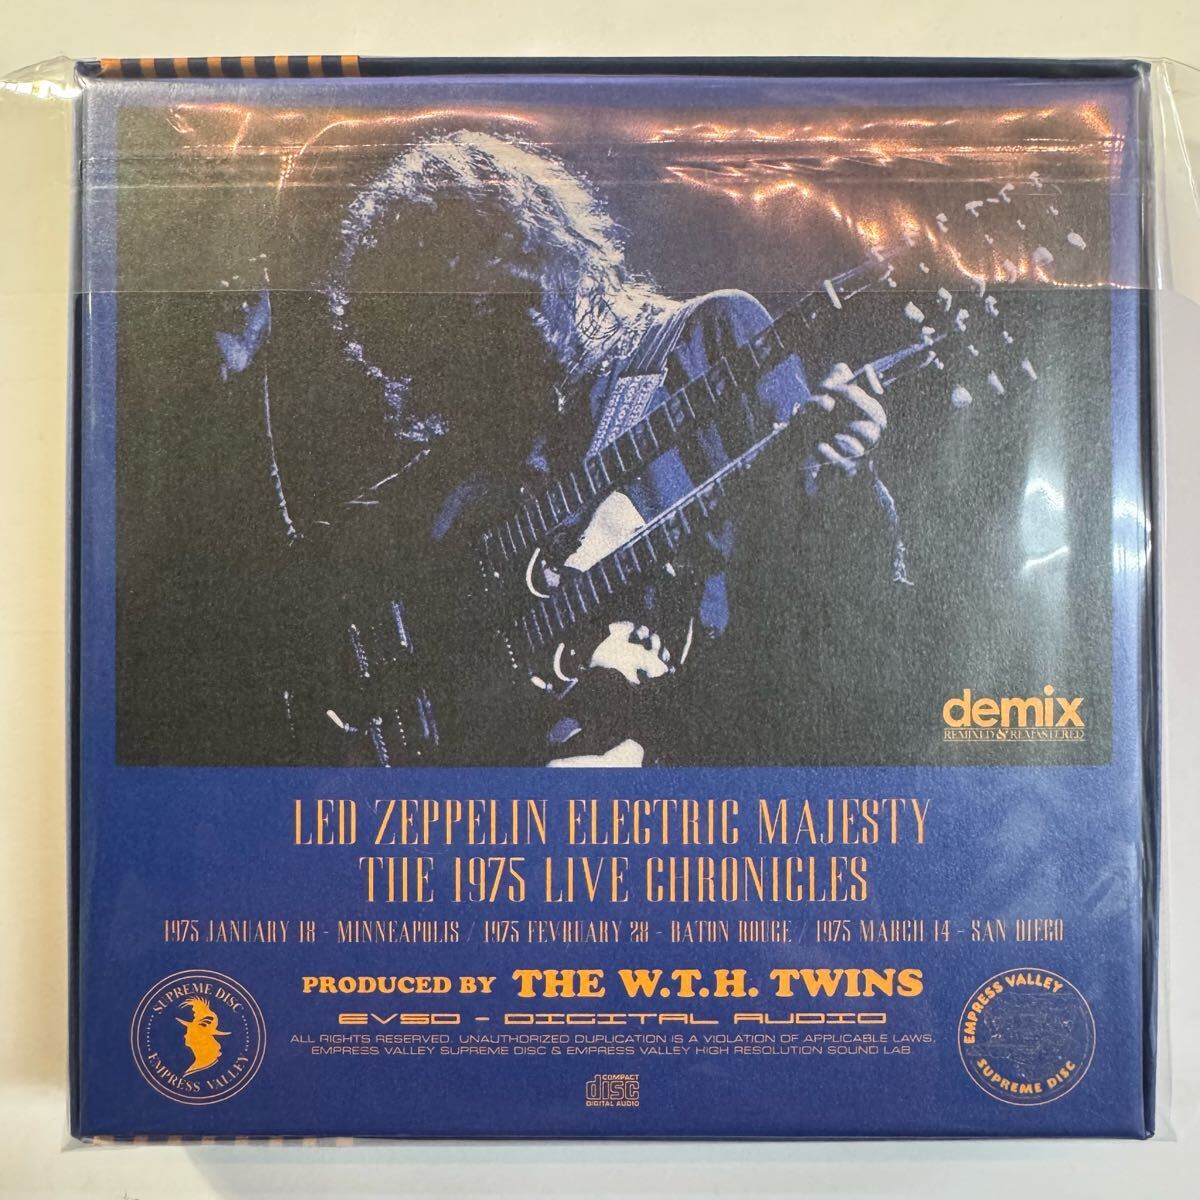 demix
REMIXED & REMASTERED
LED ZEPPELIN ELECTRIC MAJESTY
THE 1975 LIVE CHRONICLES
1975 JANUARY 18 - MINNEAPOLIS / 1975 FEVRUARY 28 - BATON ROUGE / 1975 MARCH 14 - SAN DIEGO
PRODUCED BY THE W.T.H. TWINS
EVSD - DIGITAL AUDIO
ALL RIGHTS RESERVED. UNAUTHORIZED DUPLICATION IS A VIOLATION OF APPLICABLE LAWS.
EMPRESS VALLEY SUPREME DISC & EMPRESS VALLEY HIGH RESOLUTION SOUND LAB
SUPREME DISC
EMPRESS VALLEY
EMPRESS VALLEY
SUPREME DISC
COMPACT
disc
DIGITAL AUDIO